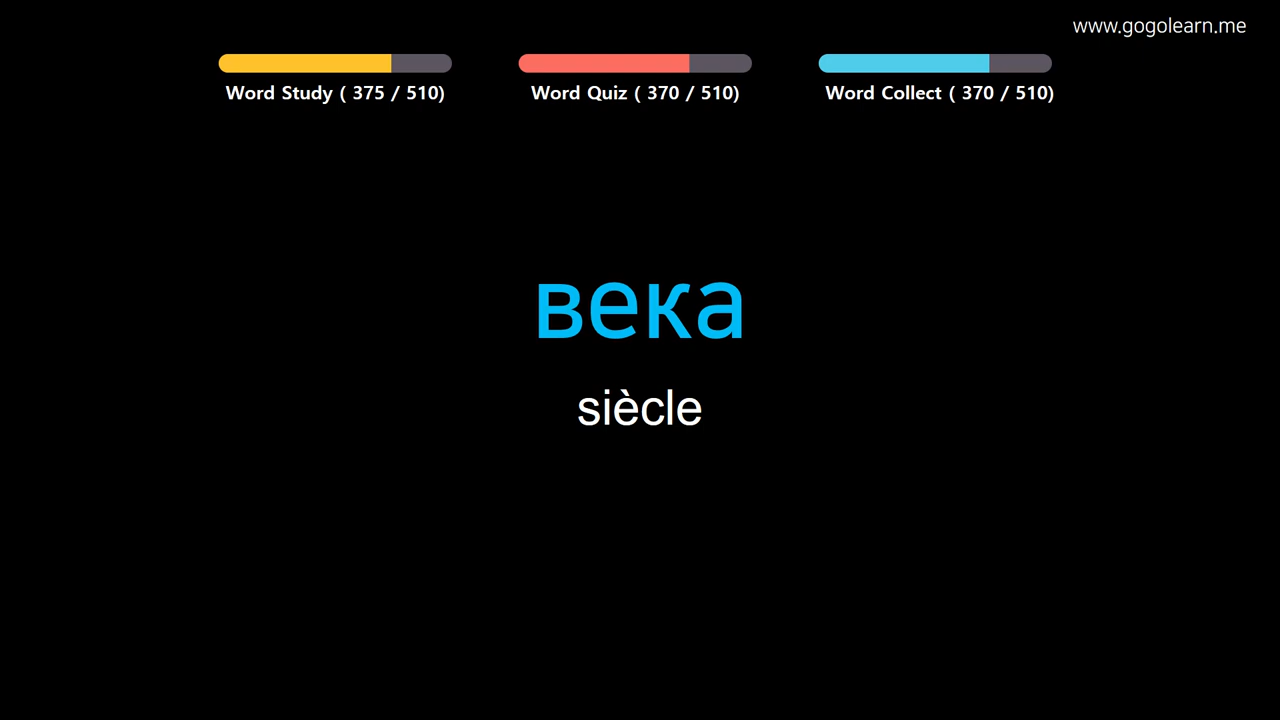 www.gogolearn.me
Word Study ( 375 / 510)
Word Quiz ( 370 / 510)
Word Collect ( 370 / 510)
века
siècle